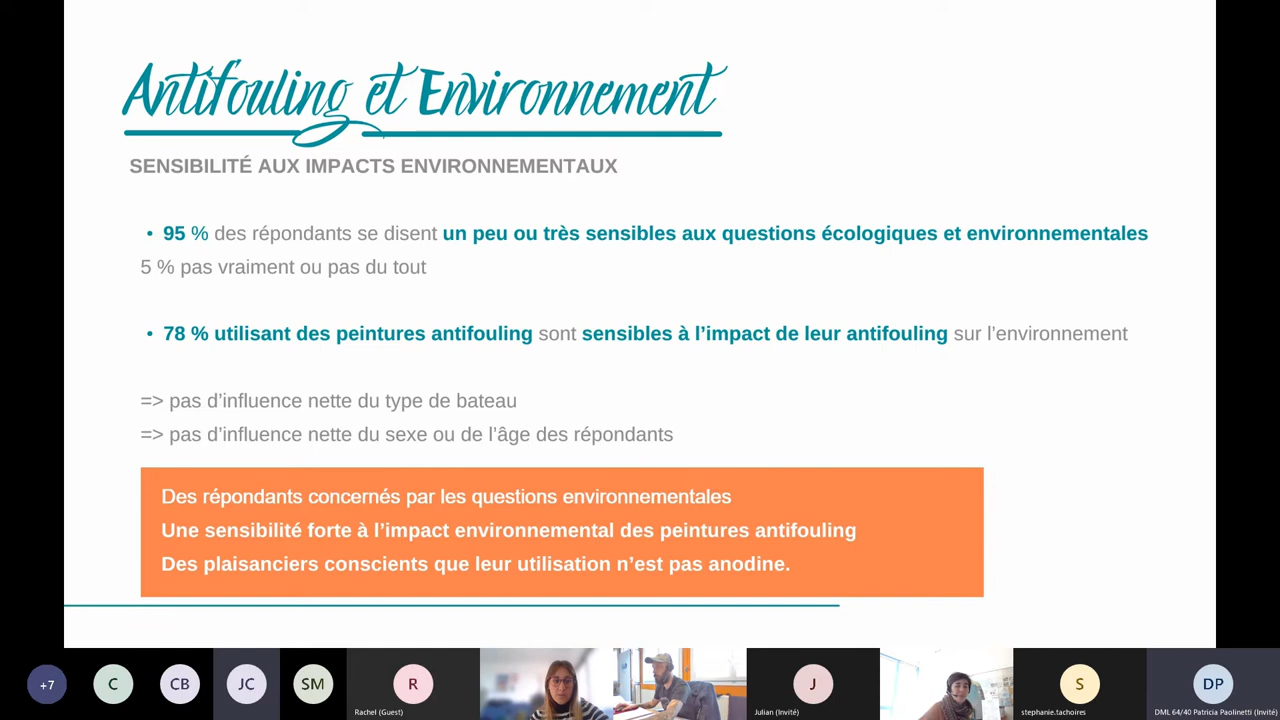 Antifouling et Environnement
SENSIBILITÉ AUX IMPACTS ENVIRONNEMENTAUX
• 95 % des répondants se disent un peu ou très sensibles aux questions écologiques et environnementales
5 % pas vraiment ou pas du tout
• 78 % utilisant des peintures antifouling sont sensibles à l’impact de leur antifouling sur l’environnement
=> pas d’influence nette du type de bateau
=> pas d’influence nette du sexe ou de l’âge des répondants
Des répondants concernés par les questions environnementales
Une sensibilité forte à l’impact environnemental des peintures antifouling
Des plaisanciers conscients que leur utilisation n’est pas anodine.
+7 C CB JC SM R J S DP
Rachel (Guest) Julian (Invité) stephanie.tachoires DML 64/40 Patricia Paolinetti (Invité)